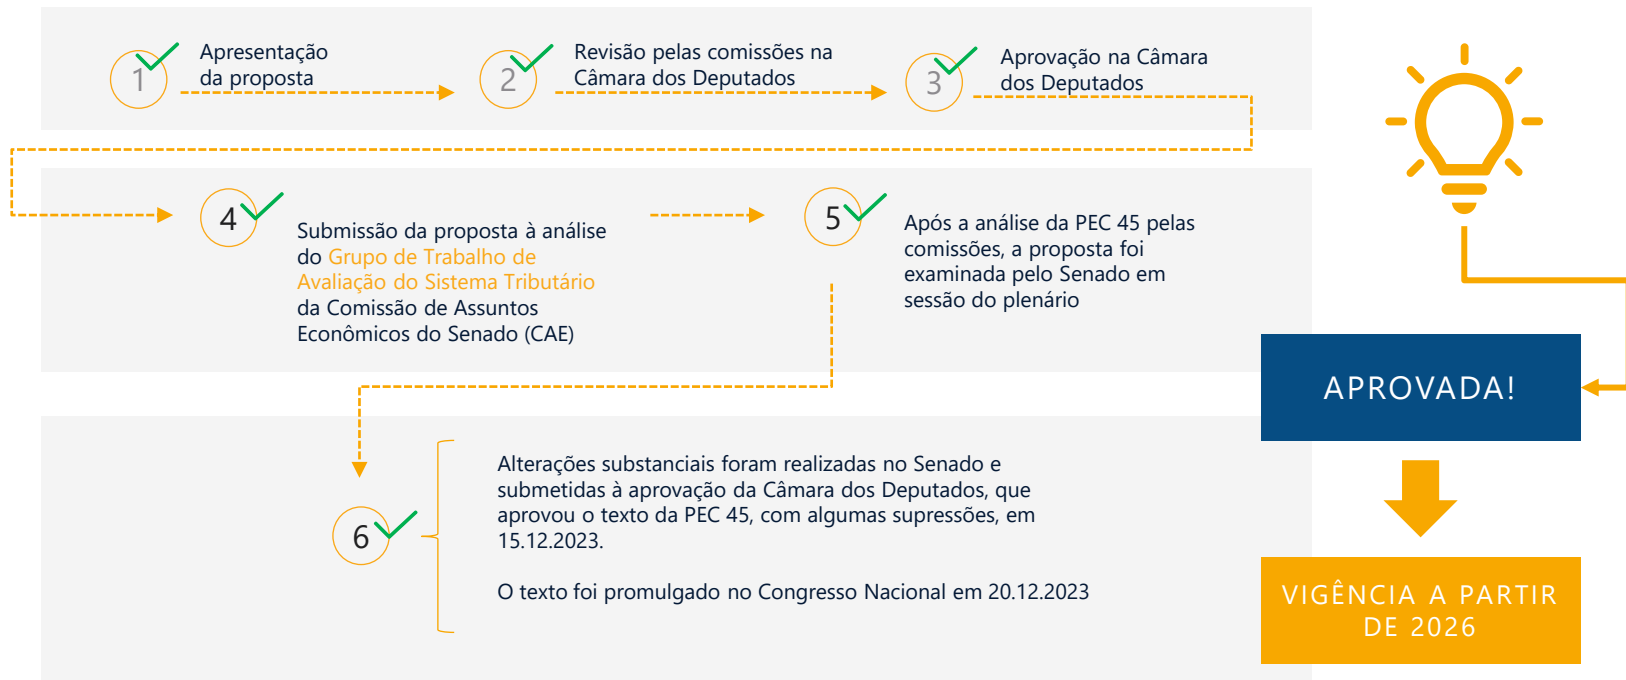 1
Apresentação
da proposta
2
Revisão pelas comissões na
Câmara dos Deputados
3
Aprovação na Câmara
dos Deputados
4
Submissão da proposta à análise
do Grupo de Trabalho de
Avaliação do Sistema Tributário
da Comissão de Assuntos
Econômicos do Senado (CAE)
5
Após a análise da PEC 45 pelas
comissões, a proposta foi
examinada pelo Senado em
sessão do plenário
6
Alterações substanciais foram realizadas no Senado e
submetidas à aprovação da Câmara dos Deputados, que
aprovou o texto da PEC 45, com algumas supressões, em
15.12.2023.
O texto foi promulgado no Congresso Nacional em 20.12.2023
APROVADA!
VIGÊNCIA A PARTIR
DE 2026